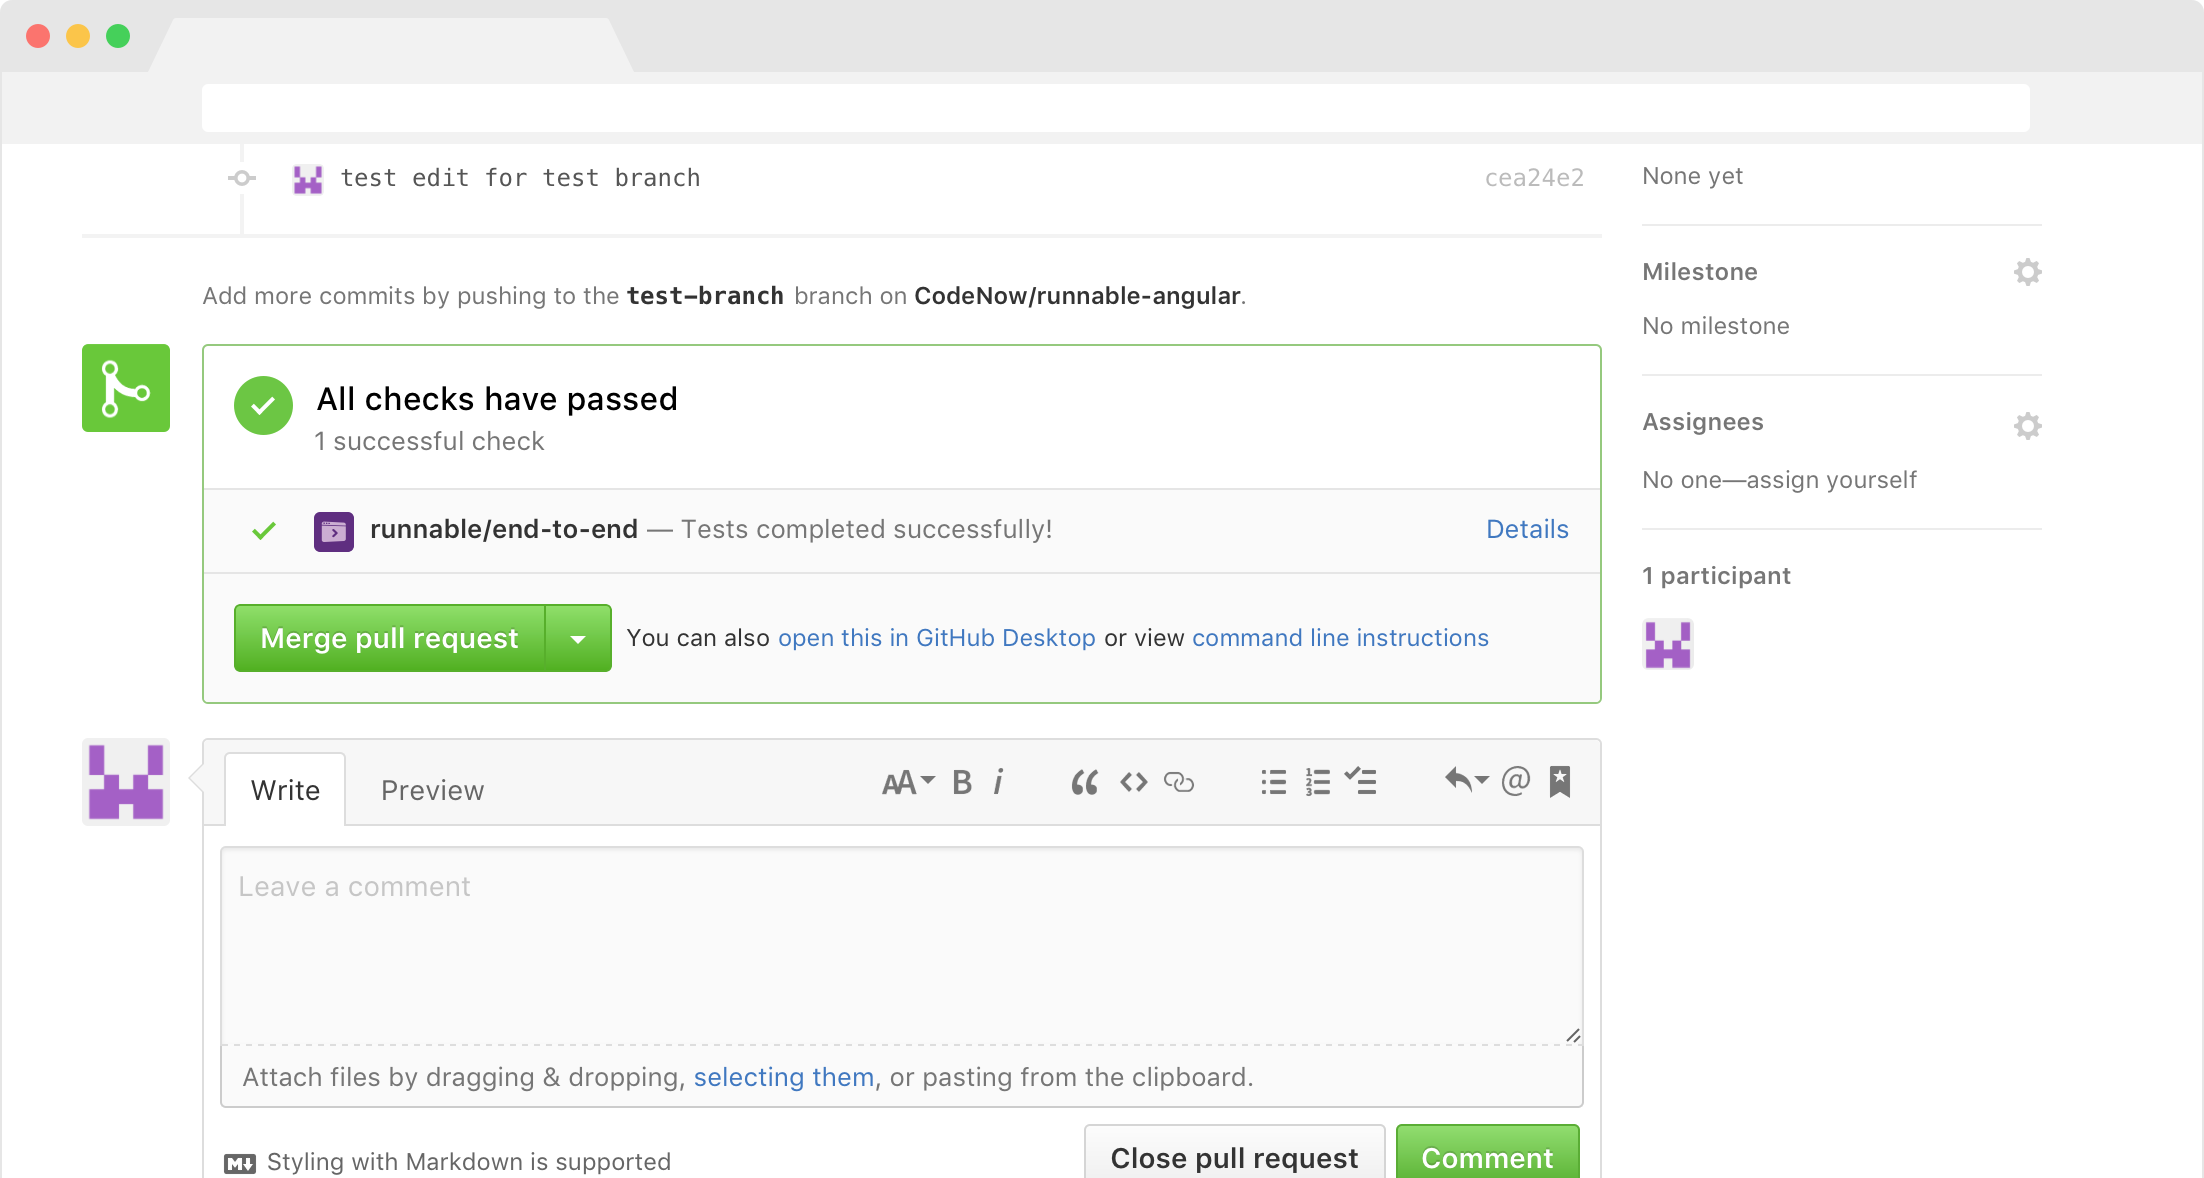 test edit for test branch cea24e2
None yet
Add more commits by pushing to the test-branch branch on CodeNow/runnable-angular.
Milestone
No milestone
All checks have passed
1 successful check
Assignees
No one—assign yourself
runnable/end-to-end — Tests completed successfully! Details
1 participant
Merge pull request You can also open this in GitHub Desktop or view command line instructions
Write Preview
Leave a comment
Attach files by dragging & dropping, selecting them, or pasting from the clipboard.
Styling with Markdown is supported
Close pull request Comment